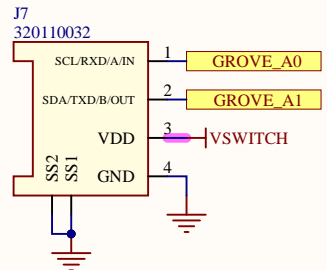 J7
320110032
SCL/RXD/A/IN 1 GROVE_A0
SDA/TXD/B/OUT 2 GROVE_A1
VDD 3 VSWITCH
GND 4
SS2 SS1